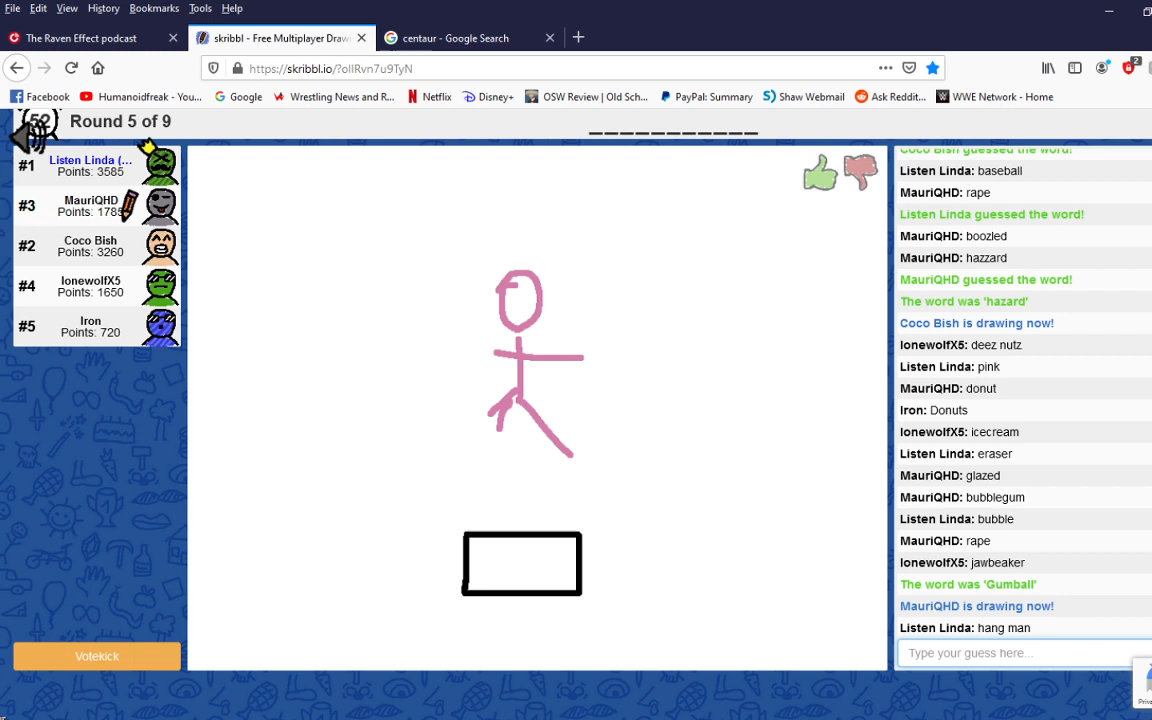 File Edit View History Bookmarks Tools Help
The Raven Effect podcast
skribbl - Free Multiplayer Draw
centaur - Google Search
https://skribbl.io/?olIRvn7u9TyN
Facebook Humanoidfreak - You... Google Wrestling News and R... Netflix Disney+ OSW Review | Old Sch... PayPal: Summary Shaw Webmail Ask Reddit... WWE Network - Home
52 Round 5 of 9 ___________
#1 Listen Linda (...
Points: 3585
#3 MauriQHD
Points: 1785
#2 Coco Bish
Points: 3260
#4 lonewolfX5
Points: 1650
#5 Iron
Points: 720
Votekick
Coco Bish guessed the word!
Listen Linda: baseball
MauriQHD: rape
Listen Linda guessed the word!
MauriQHD: boozled
MauriQHD: hazzard
MauriQHD guessed the word!
The word was 'hazard'
Coco Bish is drawing now!
lonewolfX5: deez nutz
Listen Linda: pink
MauriQHD: donut
Iron: Donuts
lonewolfX5: icecream
Listen Linda: eraser
MauriQHD: glazed
MauriQHD: bubblegum
Listen Linda: bubble
MauriQHD: rape
lonewolfX5: jawbeaker
The word was 'Gumball'
MauriQHD is drawing now!
Listen Linda: hang man
Type your guess here...